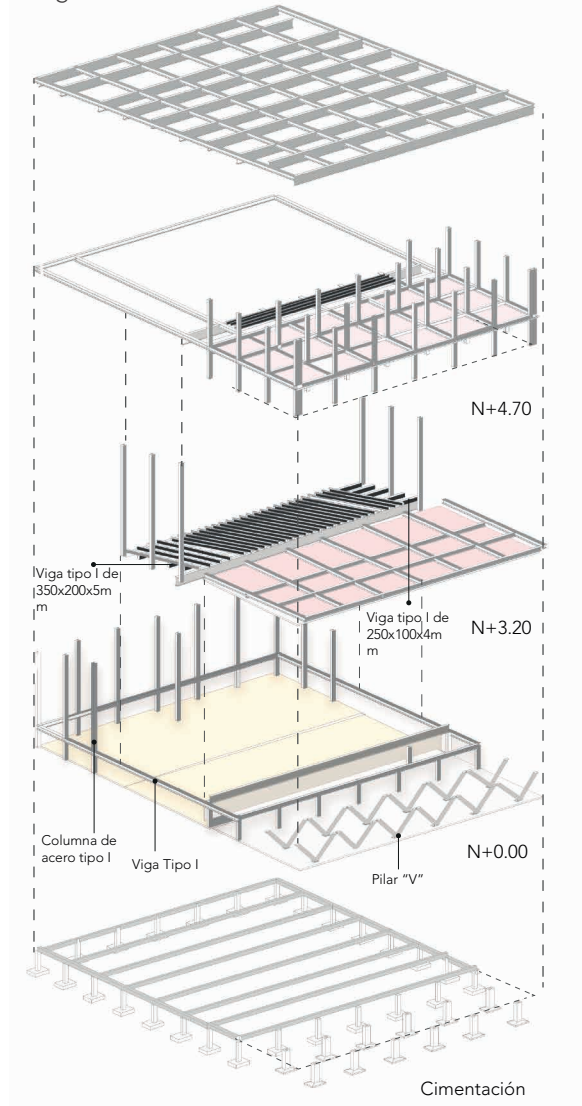 N+4.70
Viga tipo I de
350x200x5m
m
Viga tipo I de
250x100x4m
m
N+3.20
Columna de
acero tipo I
Viga Tipo I
Pilar “V”
N+0.00
Cimentación